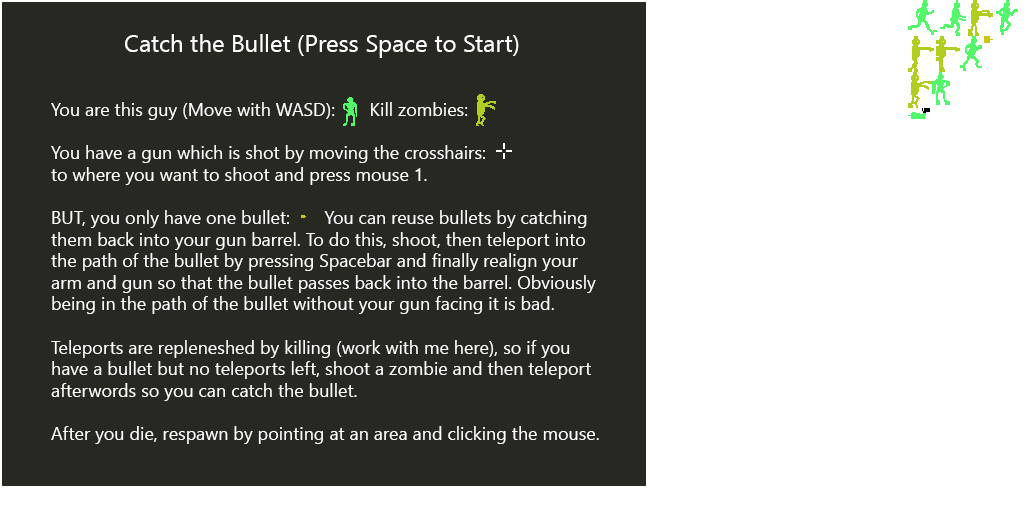 Catch the Bullet (Press Space to Start)
You are this guy (Move with WASD): Kill zombies:
You have a gun which is shot by moving the crosshairs:
to where you want to shoot and press mouse 1.
BUT, you only have one bullet: You can reuse bullets by catching
them back into your gun barrel. To do this, shoot, then teleport into
the path of the bullet by pressing Spacebar and finally realign your
arm and gun so that the bullet passes back into the barrel. Obviously
being in the path of the bullet without your gun facing it is bad.
Teleports are repleneshed by killing (work with me here), so if you
have a bullet but no teleports left, shoot a zombie and then teleport
afterwords so you can catch the bullet.
After you die, respawn by pointing at an area and clicking the mouse.